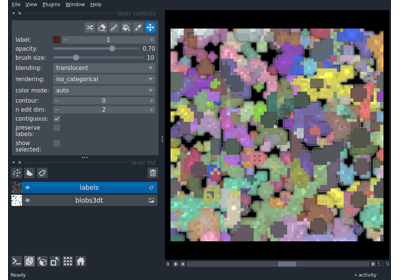 File View Plugins Window Help
layer controls
label: 1
opacity: 0.70
brush size: 10
blending: translucent
rendering: iso_categorical
color mode: auto
contour: 0
n edit dim: 2
contiguous:
preserve
labels:
show
selected:
layer list
labels
blobs3dt
Ready
activity